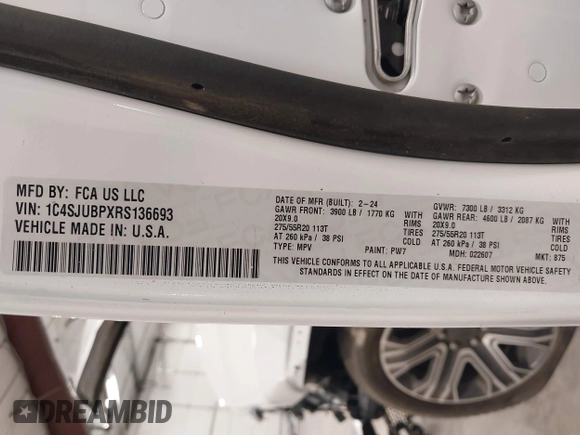 MFD BY: FCA US LLC
VIN: 1C4SJUBPXRS136693
VEHICLE MADE IN: U.S.A.
DATE OF MFR (BUILT): 2-24
GAWR FRONT: 3900 LB / 1770 KG
20X9.0 RIMS
275/55R20 113T TIRES
AT 260 kPa / 38 PSI
TYPE: MPV PAINT: PW7
GVWR: 7300 LB / 3312 KG
GAWR REAR: 4600 LB / 2087 KG
20X9.0 RIMS
275/55R20 113T TIRES
AT 260 kPa / 38 PSI
MDH: 022607 MKT: 875
THIS VEHICLE CONFORMS TO ALL APPLICABLE U.S.A. FEDERAL MOTOR VEHICLE SAFETY
STANDARDS IN EFFECT ON THE DATE OF MANUFACTURE SHOWN ABOVE.
DREAMBID